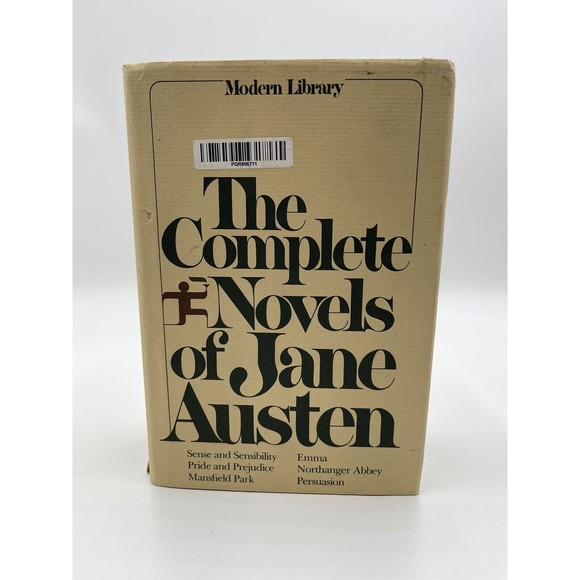 Modern Library
PQR896711
The
Complete
Novels
of Jane
Austen
Sense and Sensibility
Pride and Prejudice
Mansfield Park
Emma
Northanger Abbey
Persuasion